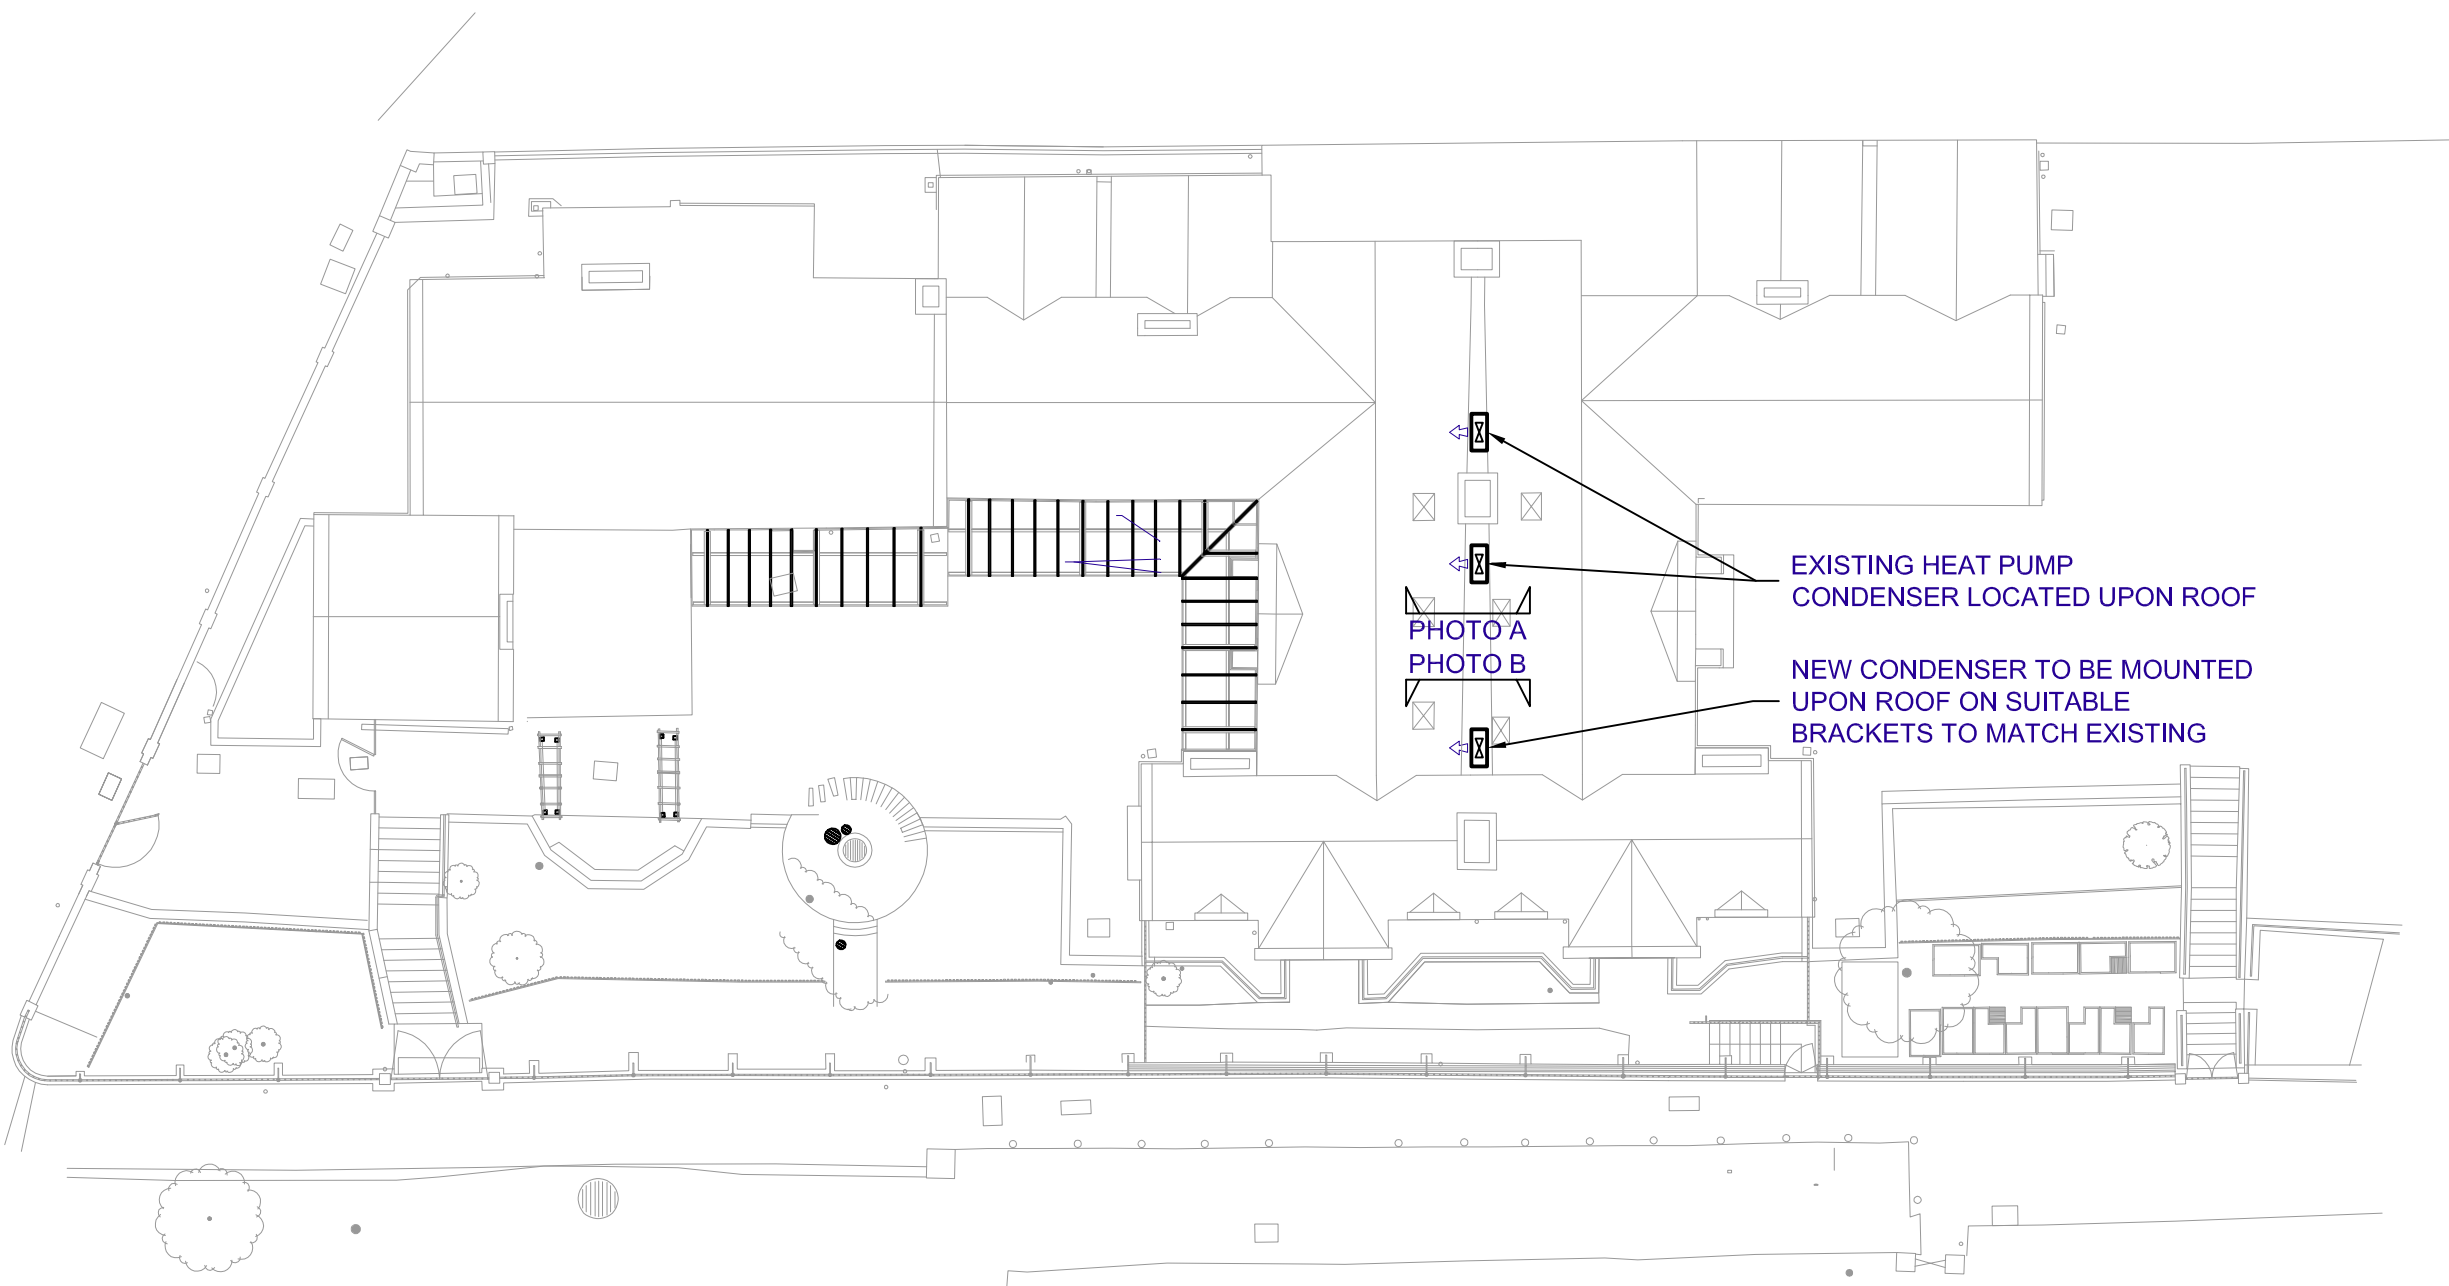 EXISTING HEAT PUMP
CONDENSER LOCATED UPON ROOF
PHOTO A
PHOTO B
NEW CONDENSER TO BE MOUNTED
UPON ROOF ON SUITABLE
BRACKETS TO MATCH EXISTING